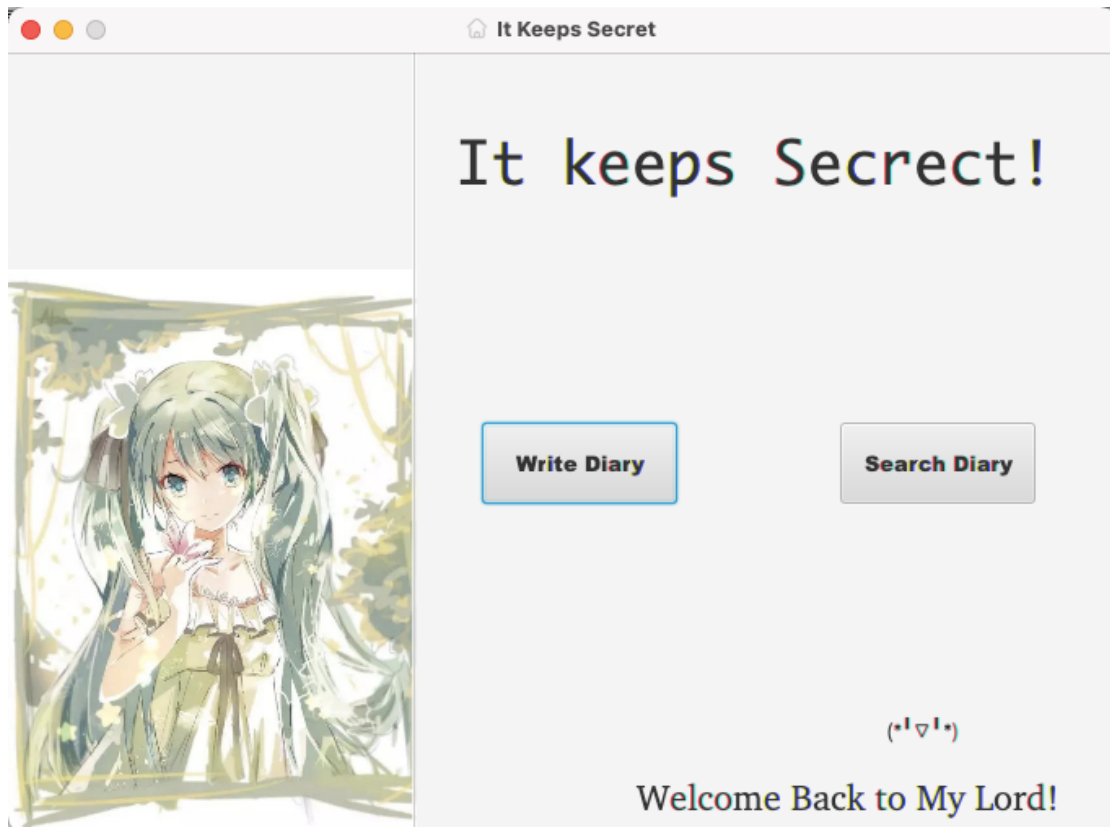 It Keeps Secret
It keeps Secrect!
Write Diary
Search Diary
(*╹▽╹*)
Welcome Back to My Lord!